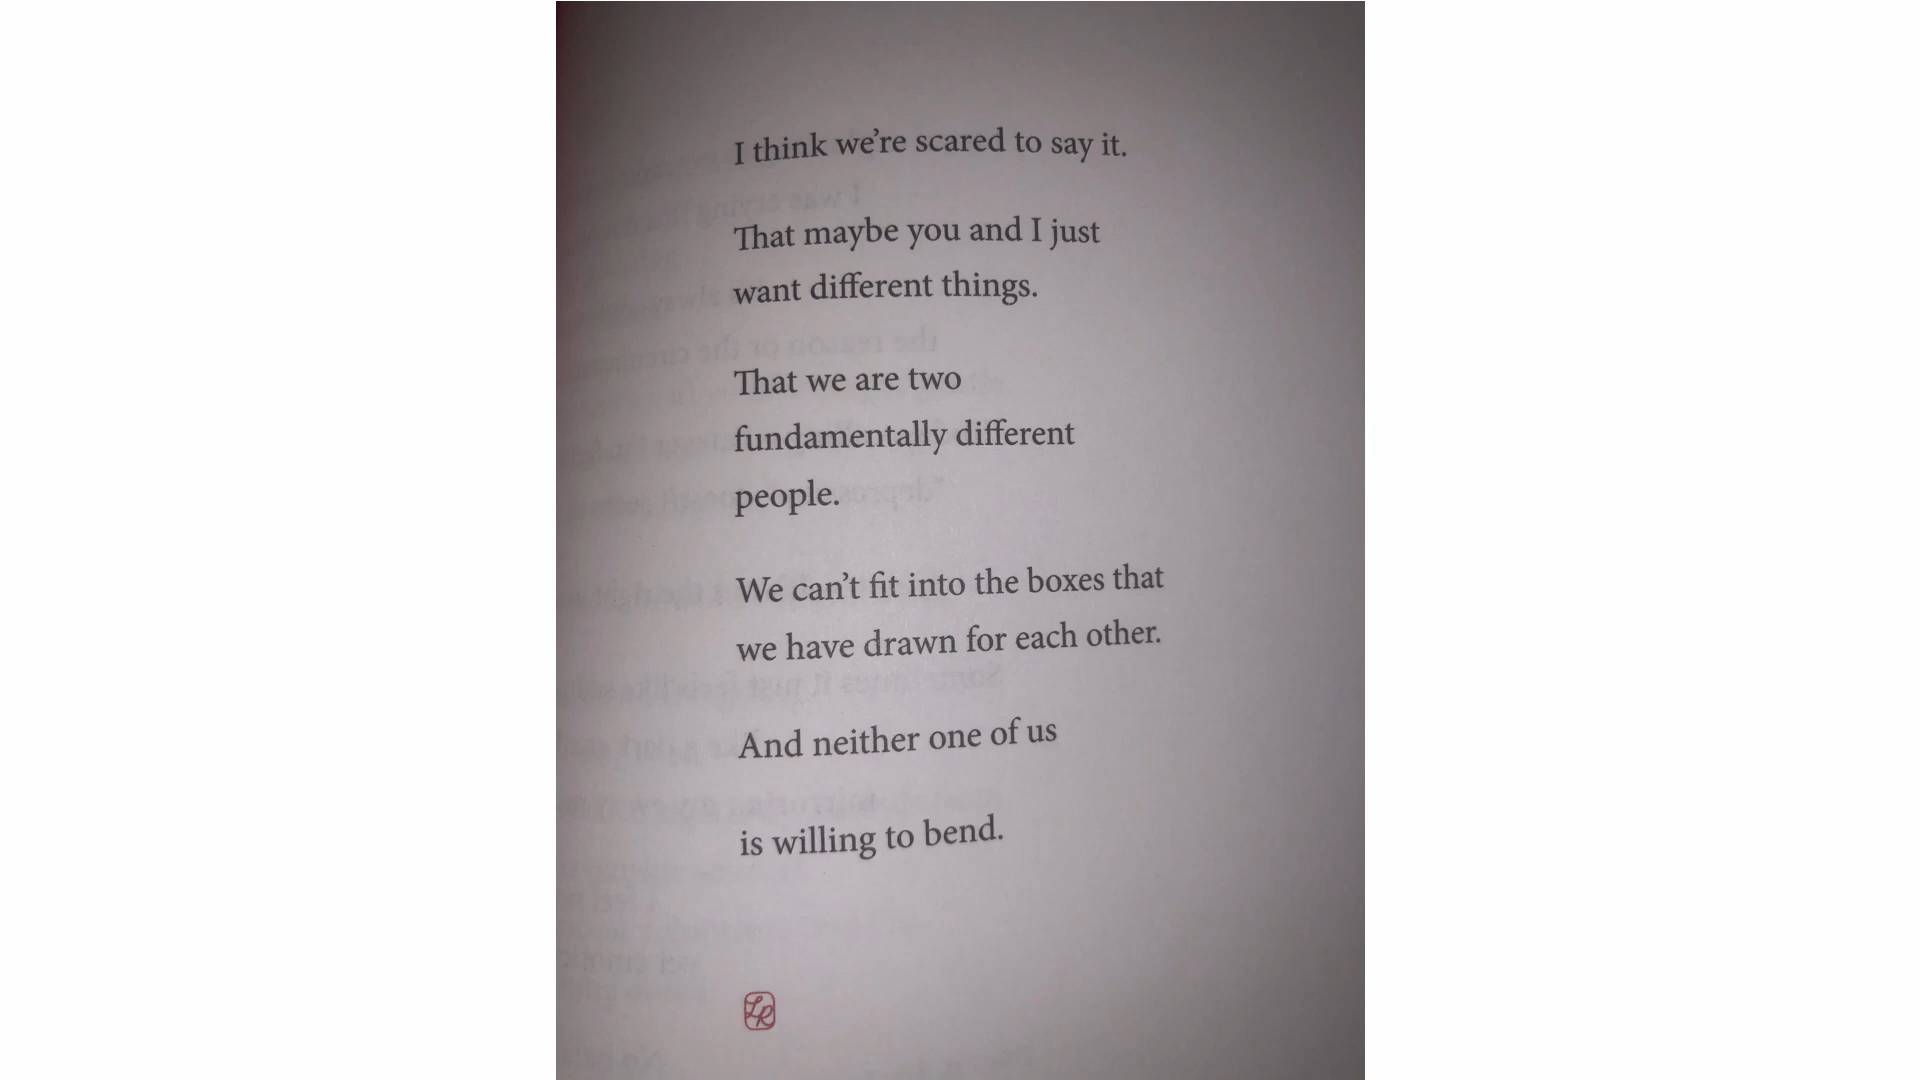 I think we're scared to say it.
That maybe you and I just
want different things.
That we are two
fundamentally different
people.
We can't fit into the boxes that
we have drawn for each other.
And neither one of us
is willing to bend.
LR